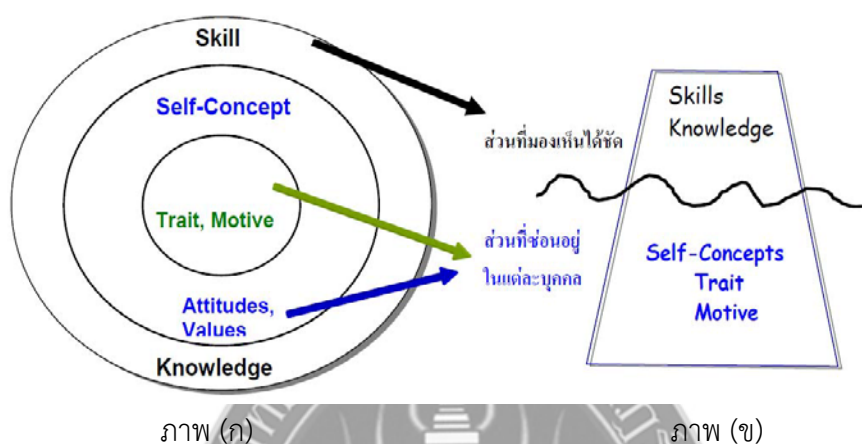 Skill
Self-Concept
Trait, Motive
Attitudes,
Values
Knowledge
ส่วนที่มองเห็นได้ชัด
ส่วนที่ซ่อนอยู่
ในแต่ละบุคคล
Skills
Knowledge
Self-Concepts
Trait
Motive
ภาพ (ก)
ภาพ (ข)